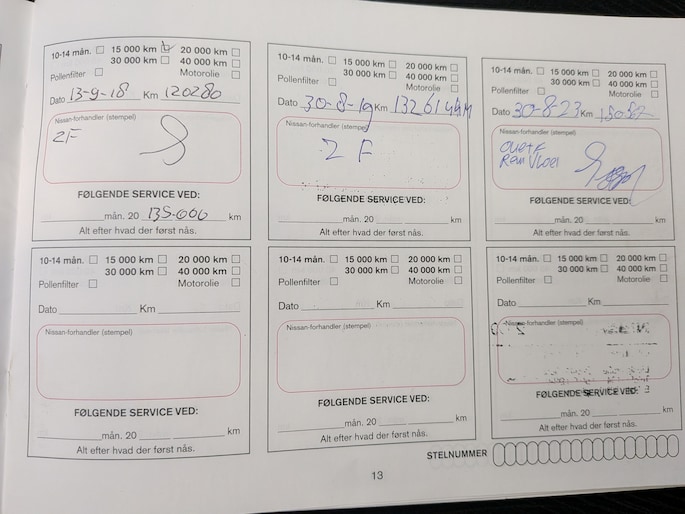 10-14 mån. 15 000 km 20 000 km
30 000 km 40 000 km
Pollenfilter Motorolie
Dato 13-9-18 Km 120280
Nissan-forhandler (stempel)
2F
FØLGENDE SERVICE VED:
mån. 20 135.000 km
Alt efter hvad der først nås.
10-14 mån. 15 000 km 20 000 km
30 000 km 40 000 km
Pollenfilter Motorolie
Dato 30-8-19 Km 132614 KM
Nissan-forhandler (stempel)
2 F
FØLGENDE SERVICE VED:
mån. 20 km
Alt efter hvad der først nås.
10-14 mån. 15 000 km 20 000 km
30 000 km 40 000 km
Pollenfilter Motorolie
Dato 30-8-23 Km
Nissan-forhandler (stempel)
FØLGENDE SERVICE VED:
mån. 20 km
Alt efter hvad der først nås.
10-14 mån. 15 000 km 20 000 km
30 000 km 40 000 km
Pollenfilter Motorolie
Dato Km
Nissan-forhandler (stempel)
FØLGENDE SERVICE VED:
mån. 20 km
Alt efter hvad der først nås.
10-14 mån. 15 000 km 20 000 km
30 000 km 40 000 km
Pollenfilter Motorolie
Dato Km
Nissan-forhandler (stempel)
FØLGENDE SERVICE VED:
mån. 20 km
Alt efter hvad der først nås.
10-14 mån. 15 000 km 20 000 km
30 000 km 40 000 km
Pollenfilter Motorolie
Dato Km
Nissan-forhandler (stempel)
FØLGENDE SERVICE VED:
mån. 20 km
Alt efter hvad der først nås.
STELNUMMER
13